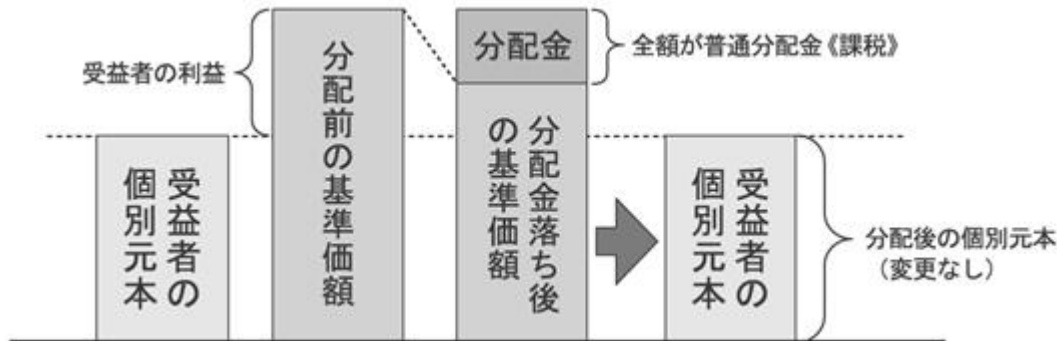 受益者の利益
分配前の基準価額
分配金
全額が普通分配金《課税》
受益者の
個別元本
分配金落ち後
の基準価額
受益者の
個別元本
分配後の個別元本
（変更なし）